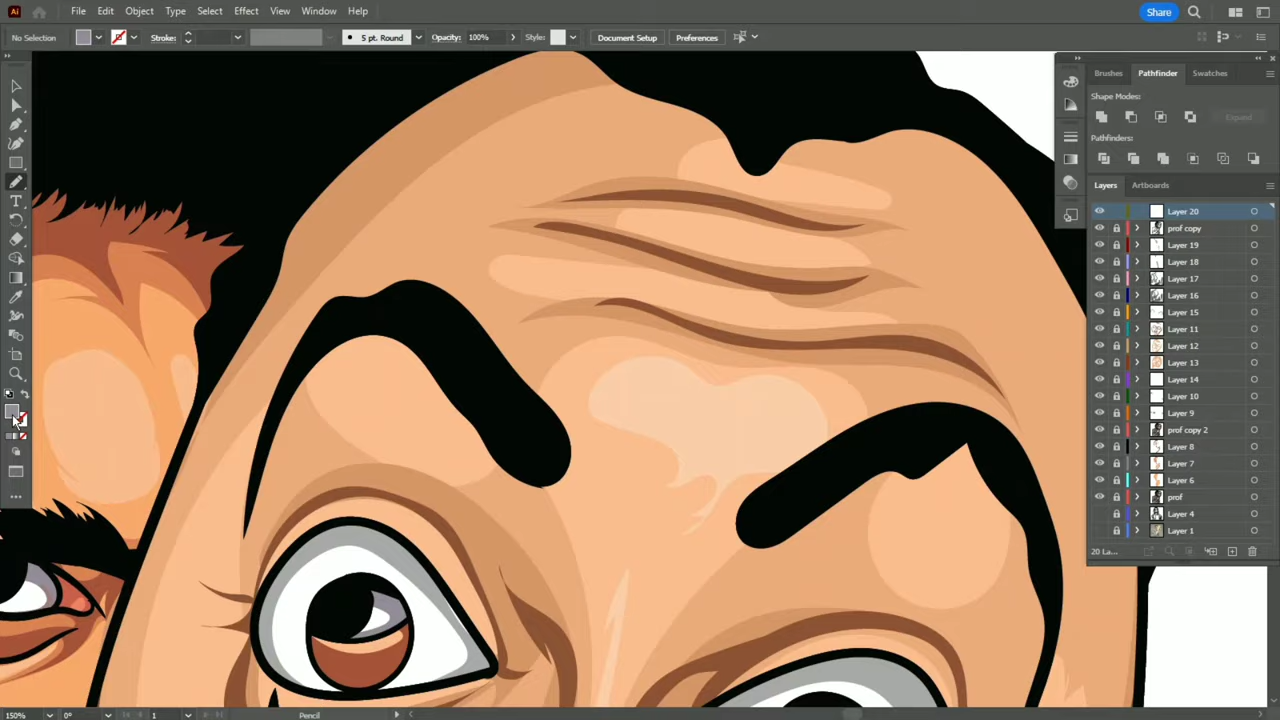 Ai File Edit Object Type Select Effect View Window Help Share
No Selection Stroke: 5 pt. Round Opacity: 100% Style: Document Setup Preferences
Brushes Pathfinder Swatches
Shape Modes:
Expand
Pathfinders:
Layers Artboards
Layer 20
prof copy
Layer 19
Layer 18
Layer 17
Layer 16
Layer 15
Layer 11
Layer 12
Layer 13
Layer 14
Layer 10
Layer 9
prof copy 2
Layer 8
Layer 7
Layer 6
prof
Layer 4
Layer 1
20 La...
150% 0° 1 Pencil